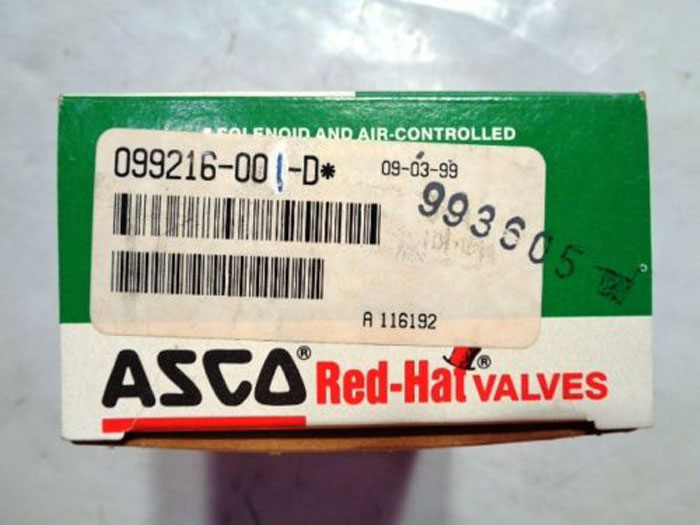 SOLENOID AND AIR-CONTROLLED
099216-001-D* 09-03-99
993605
A 116192
ASCO® Red-Hat® VALVES